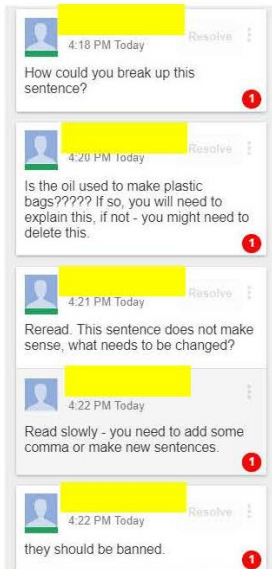 Resolve
4:18 PM Today
How could you break up this
sentence?
1
Resolve
4:20 PM Today
Is the oil used to make plastic
bags????? If so, you will need to
explain this, if not - you might need to
delete this.
1
Resolve
4:21 PM Today
Reread. This sentence does not make
sense, what needs to be changed?
4:22 PM Today
Read slowly - you need to add some
comma or make new sentences.
1
Resolve
4:22 PM Today
they should be banned.
1